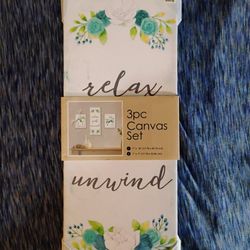 relax
3pc
Canvas
Set
unwind